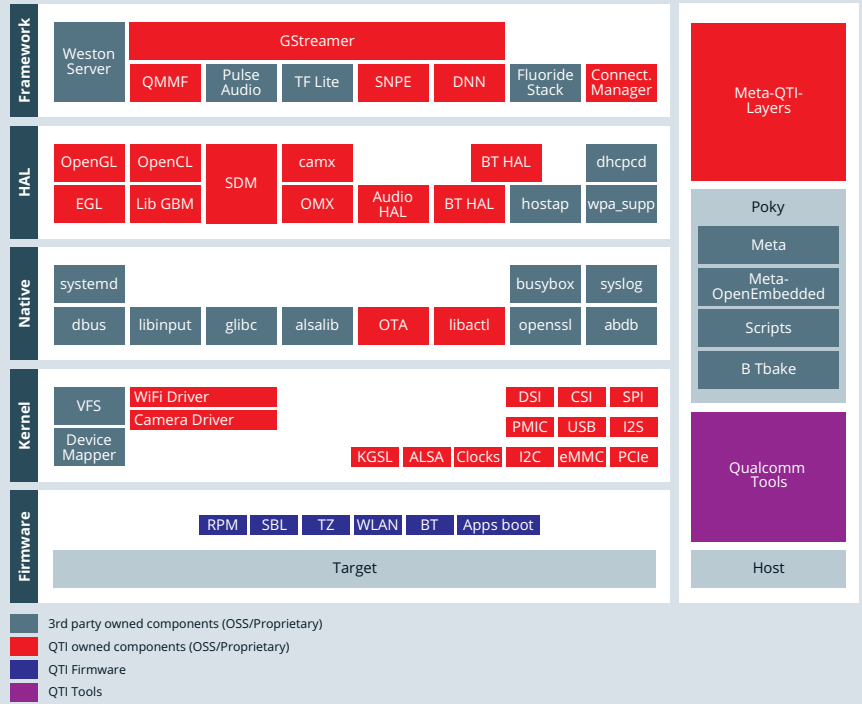 Framework
Weston
Server
GStreamer
QMMF
Pulse
Audio
TF Lite
SNPE
DNN
Fluoride
Stack
Connect.
Manager
HAL
OpenGL
OpenCL
SDM
camx
BT HAL
dhcpcd
EGL
Lib GBM
OMX
Audio
HAL
BT HAL
hostap
wpa_supp
Native
systemd
busybox
syslog
dbus
libinput
glibc
alsalib
OTA
libactl
openssl
abdb
Kernel
VFS
WiFi Driver
Camera Driver
Device
Mapper
DSI
CSI
SPI
PMIC
USB
I2S
KGSL
ALSA
Clocks
I2C
eMMC
PCIe
Firmware
RPM
SBL
TZ
WLAN
BT
Apps boot
Target
Meta-QTI-
Layers
Poky
Meta
Meta-
OpenEmbedded
Scripts
B Tbake
Qualcomm
Tools
Host
3rd party owned components (OSS/Proprietary)
QTI owned components (OSS/Proprietary)
QTI Firmware
QTI Tools